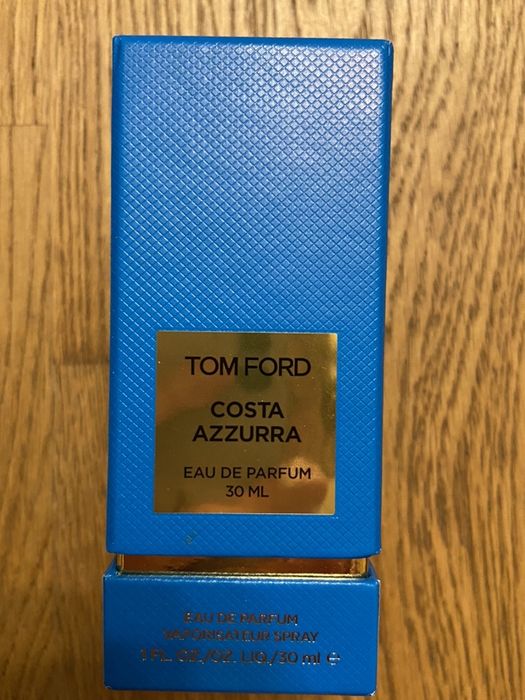 TOM FORD
COSTA
AZZURRA
EAU DE PARFUM
30 ML
EAU DE PARFUM
VAPORISATEUR SPRAY
1 FL. OZ./OZ. LIQ./30 ml ℮